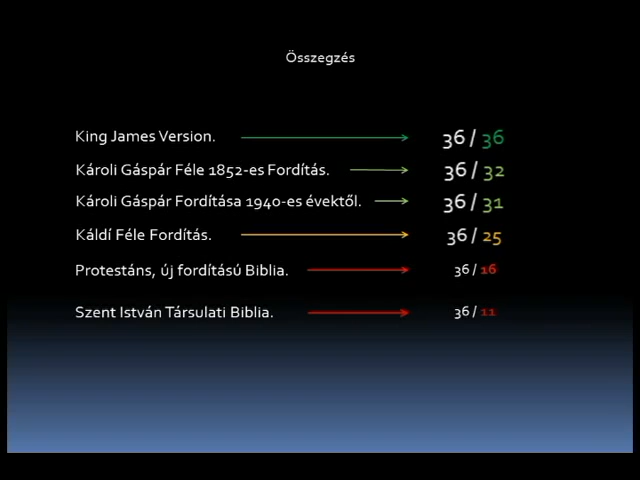 Összegzés
King James Version. 36 / 36
Károli Gáspár Féle 1852-es Fordítás. 36 / 32
Károli Gáspár Fordítása 1940-es évektől. 36 / 31
Káldí Féle Fordítás. 36 / 25
Protestáns, új fordítású Biblia. 36 / 16
Szent István Társulati Biblia. 36 / 11